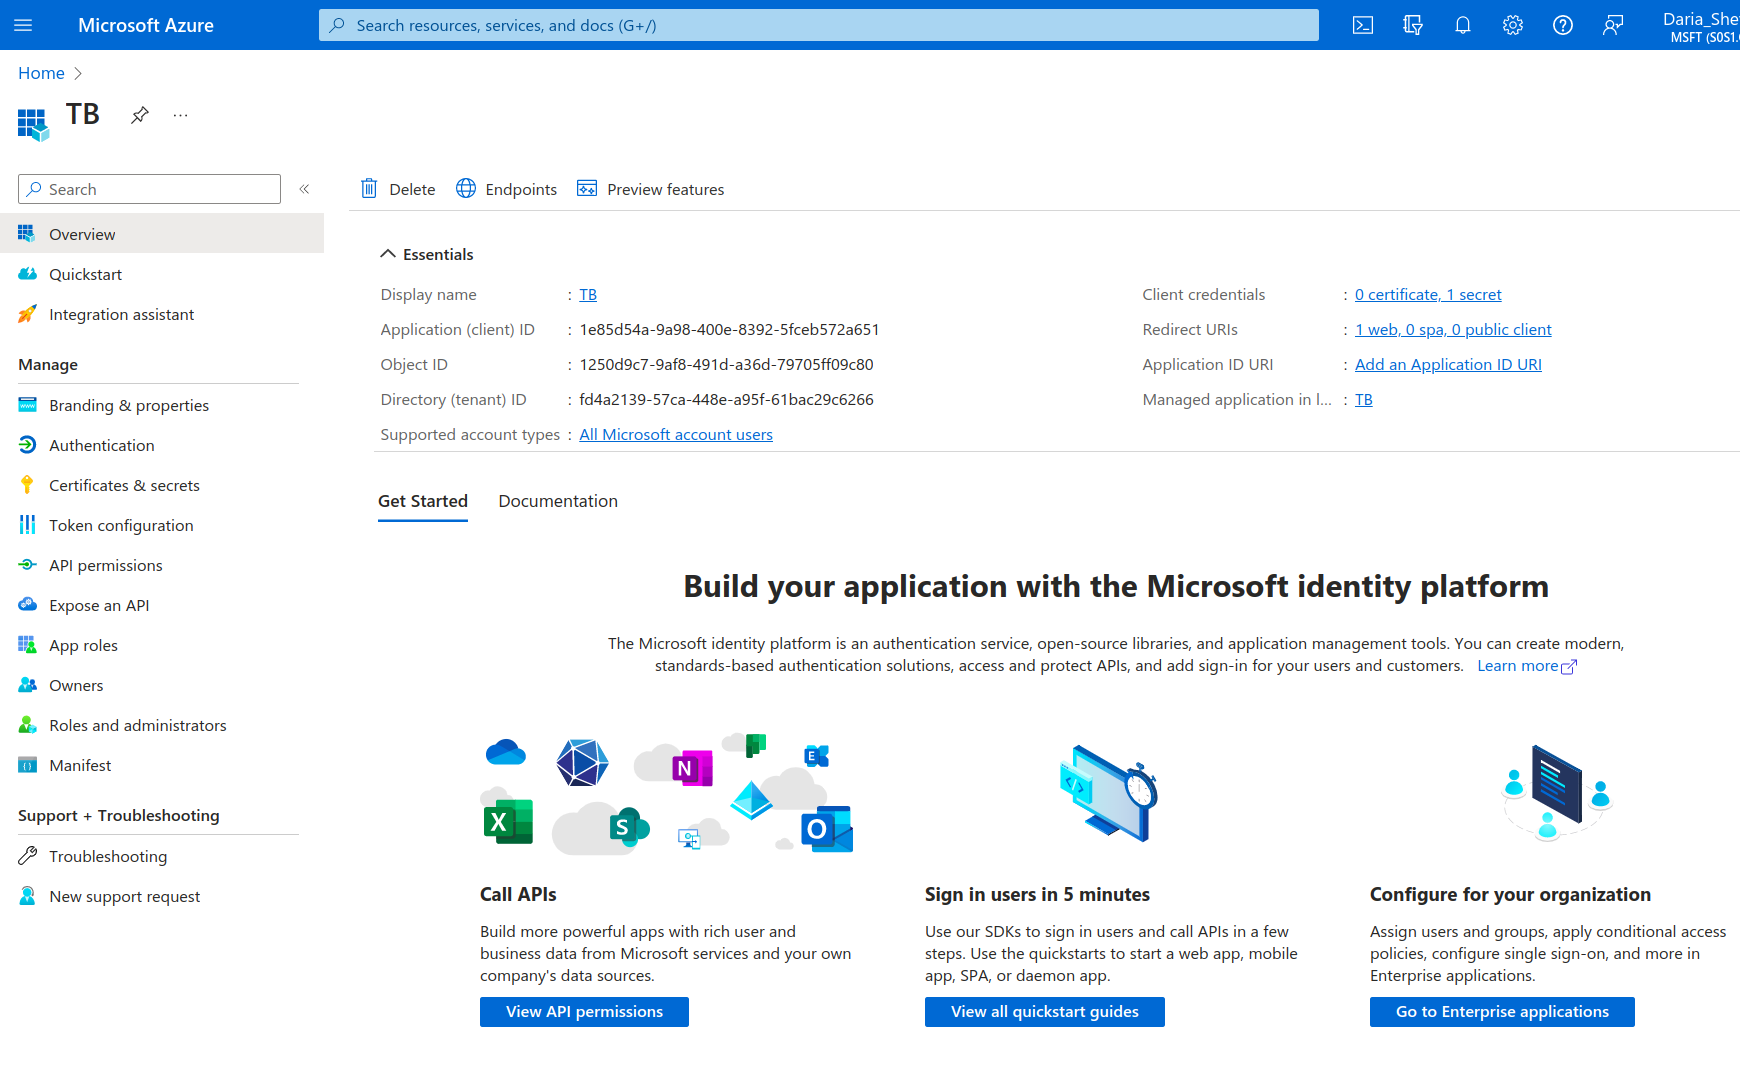 Microsoft Azure
Search resources, services, and docs (G+/)
Daria_She
MSFT (S0S1.
Home
TB
...
Search
«
Overview
Quickstart
Integration assistant
Manage
Branding & properties
Authentication
Certificates & secrets
Token configuration
API permissions
Expose an API
App roles
Owners
Roles and administrators
Manifest
Support + Troubleshooting
Troubleshooting
New support request
Delete Endpoints Preview features
Essentials
Display name : TB
Application (client) ID : 1e85d54a-9a98-400e-8392-5fceb572a651
Object ID : 1250d9c7-9af8-491d-a36d-79705ff09c80
Directory (tenant) ID : fd4a2139-57ca-448e-a95f-61bac29c6266
Supported account types : All Microsoft account users
Client credentials : 0 certificate, 1 secret
Redirect URIs : 1 web, 0 spa, 0 public client
Application ID URI : Add an Application ID URI
Managed application in l... : TB
Get Started Documentation
Build your application with the Microsoft identity platform
The Microsoft identity platform is an authentication service, open-source libraries, and application management tools. You can create modern,
standards-based authentication solutions, access and protect APIs, and add sign-in for your users and customers. Learn more
N
E
X
S
O
Call APIs
Build more powerful apps with rich user and
business data from Microsoft services and your own
company's data sources.
View API permissions
Sign in users in 5 minutes
Use our SDKs to sign in users and call APIs in a few
steps. Use the quickstarts to start a web app, mobile
app, SPA, or daemon app.
View all quickstart guides
Configure for your organization
Assign users and groups, apply conditional access
policies, configure single sign-on, and more in
Enterprise applications.
Go to Enterprise applications